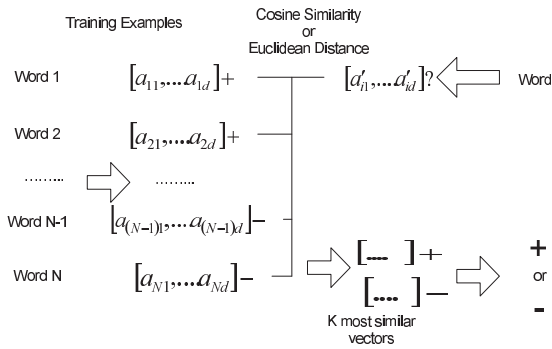 Training Examples
Cosine Similarity
or
Euclidean Distance
Word 1 [a₁₁,....a₁d]+ [a′i1,....a′id]? Word
Word 2 [a₂₁,....a₂d]+
......... .........
Word N-1 [a(N–1)1,....a(N–1)d]–
Word N [aN1,....aNd]–
[.... ]+
[.... ]–
K most similar
vectors
+
or
-